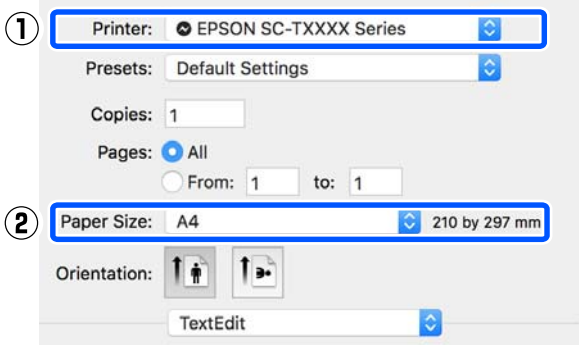 ① Printer: EPSON SC-TXXXX Series
Presets: Default Settings
Copies: 1
Pages: All
From: 1 to: 1
② Paper Size: A4 210 by 297 mm
Orientation:
TextEdit